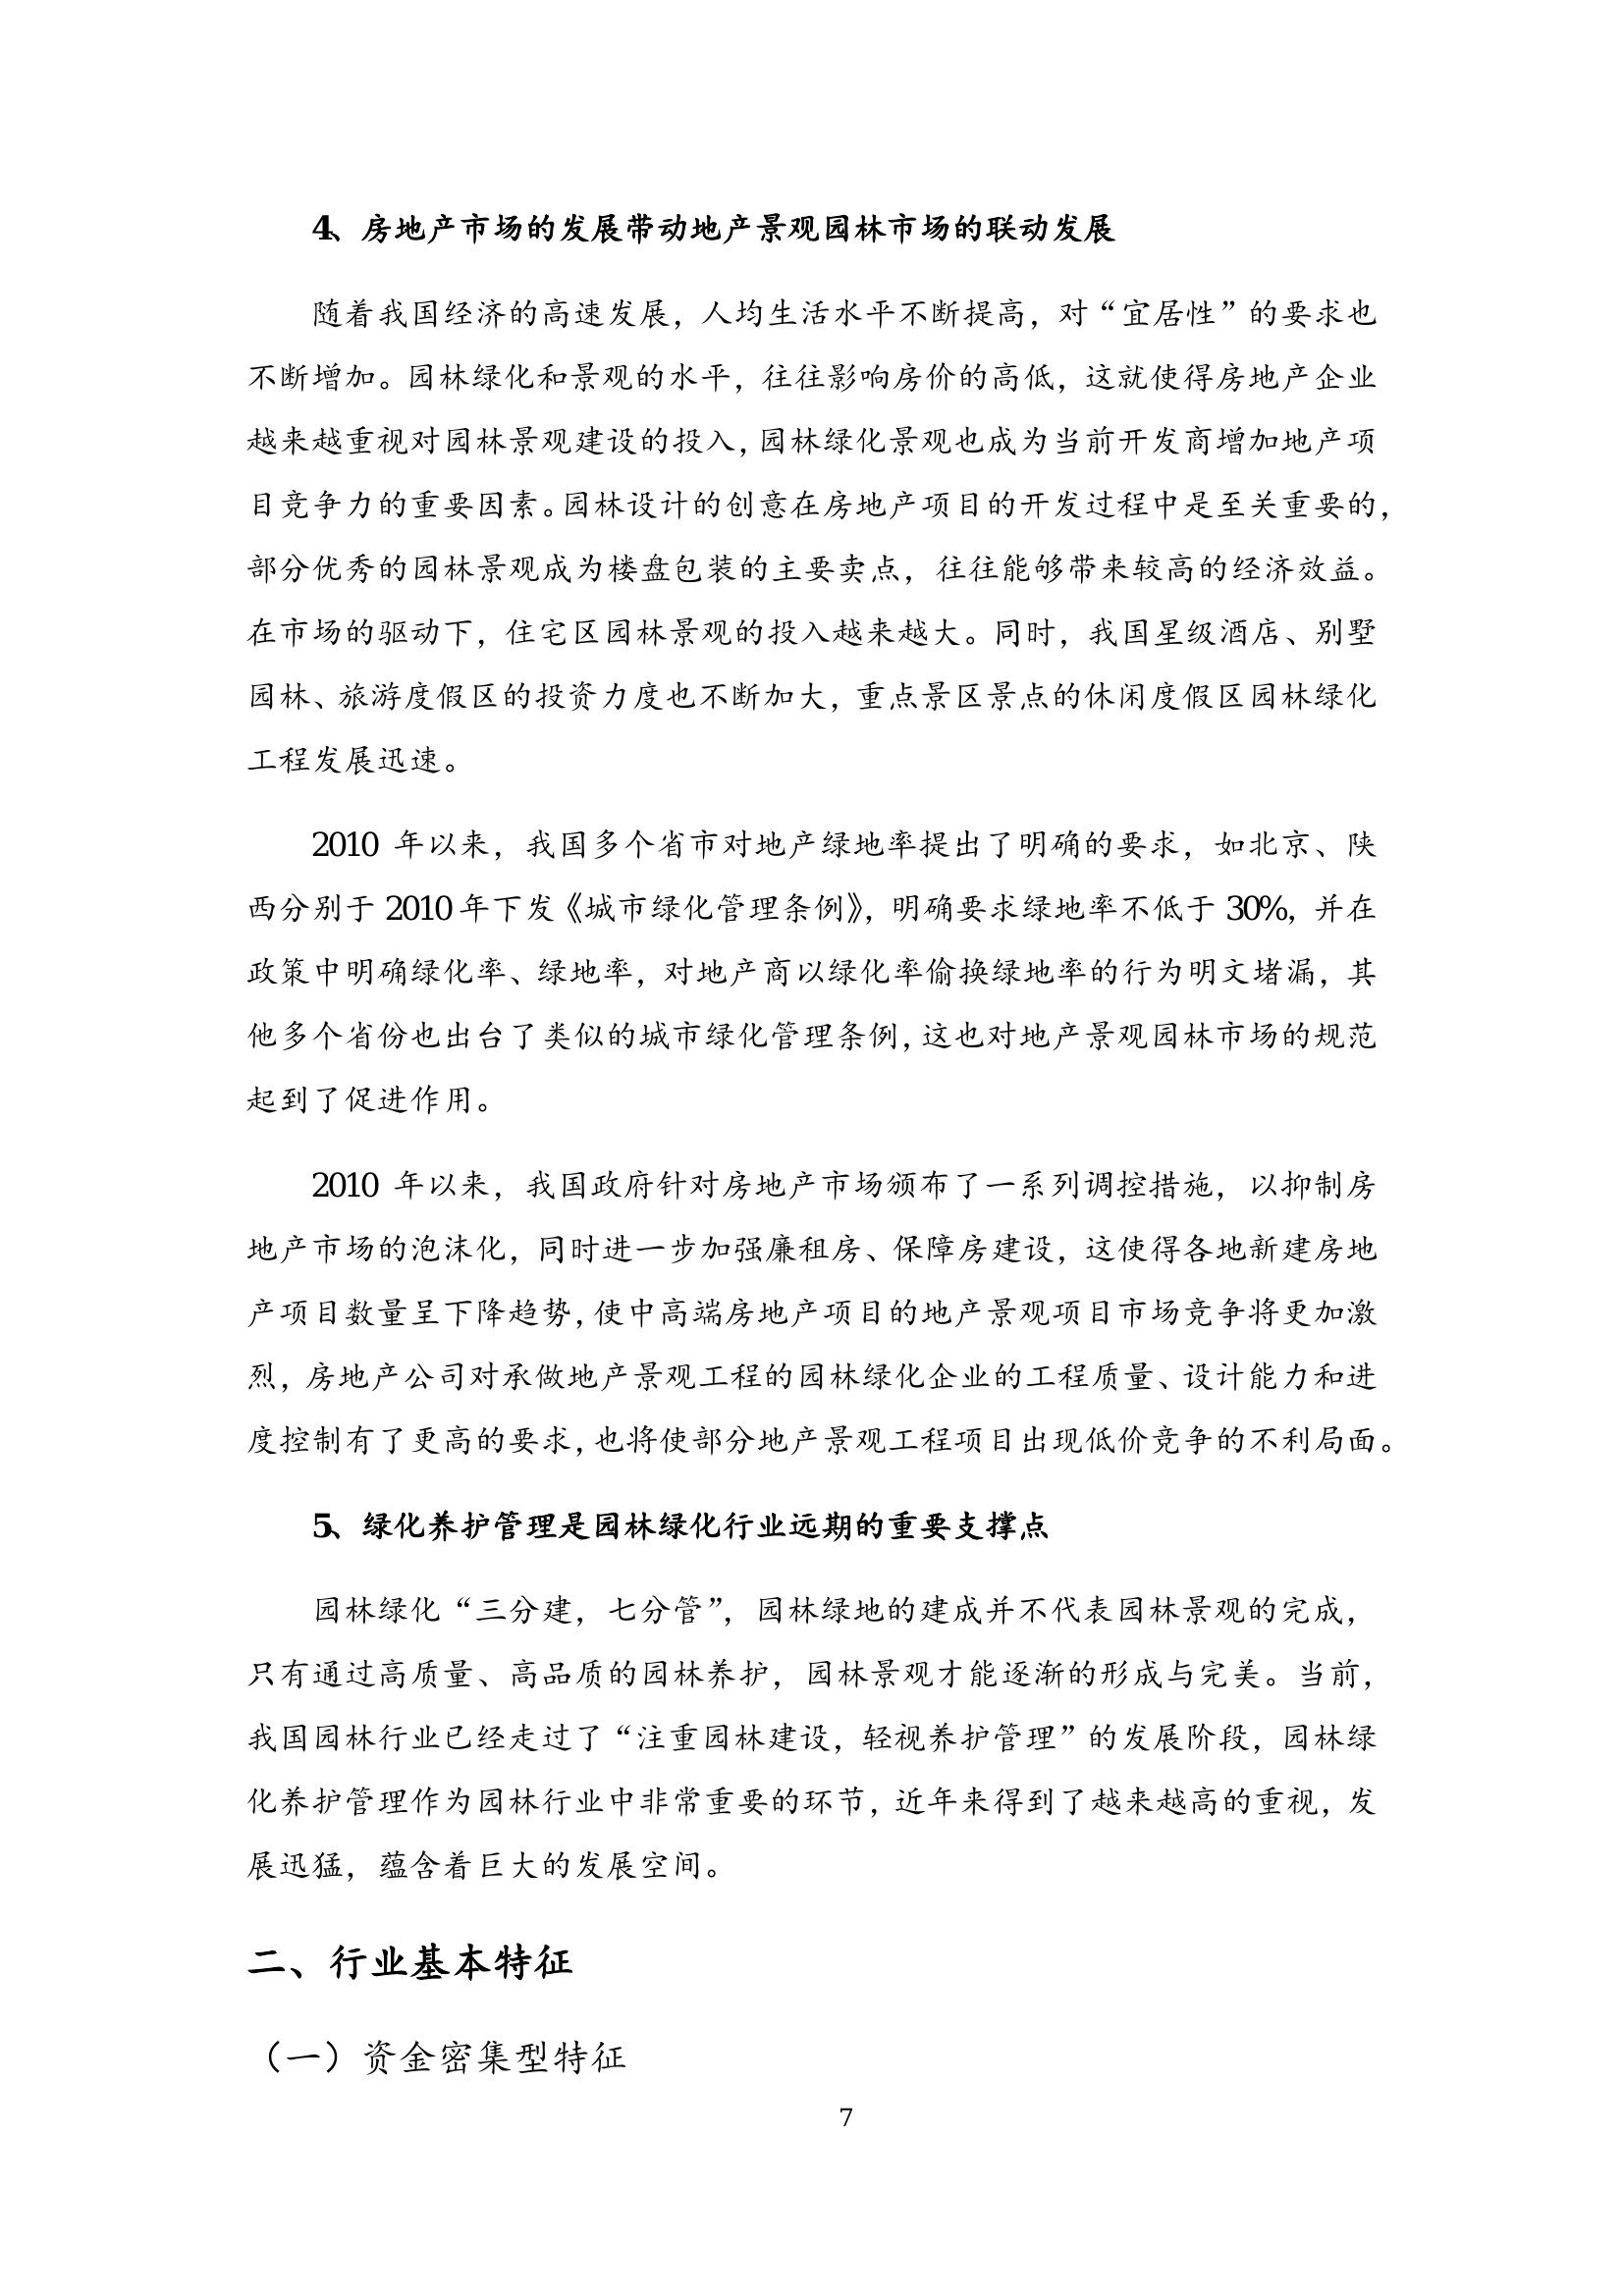 4、房地产市场的发展带动地产景观园林市场的联动发展
随着我国经济的高速发展，人均生活水平不断提高，对“宜居性”的要求也
不断增加。园林绿化和景观的水平，往往影响房价的高低，这就使得房地产企业
越来越重视对园林景观建设的投入，园林绿化景观也成为当前开发商增加地产项
目竞争力的重要因素。园林设计的创意在房地产项目的开发过程中是至关重要的，
部分优秀的园林景观成为楼盘包装的主要卖点，往往能够带来较高的经济效益。
在市场的驱动下，住宅区园林景观的投入越来越大。同时，我国星级酒店、别墅
园林、旅游度假区的投资力度也不断加大，重点景区景点的休闲度假区园林绿化
工程发展迅速。
2010 年以来，我国多个省市对地产绿地率提出了明确的要求，如北京、陕
西分别于 2010 年下发《城市绿化管理条例》，明确要求绿地率不低于 30%，并在
政策中明确绿化率、绿地率，对地产商以绿化率偷换绿地率的行为明文堵漏，其
他多个省份也出台了类似的城市绿化管理条例，这也对地产景观园林市场的规范
起到了促进作用。
2010 年以来，我国政府针对房地产市场颁布了一系列调控措施，以抑制房
地产市场的泡沫化，同时进一步加强廉租房、保障房建设，这使得各地新建房地
产项目数量呈下降趋势，使中高端房地产项目的地产景观项目市场竞争将更加激
烈，房地产公司对承做地产景观工程的园林绿化企业的工程质量、设计能力和进
度控制有了更高的要求，也将使部分地产景观工程项目出现低价竞争的不利局面。
5、绿化养护管理是园林绿化行业远期的重要支撑点
园林绿化“三分建，七分管”，园林绿地的建成并不代表园林景观的完成，
只有通过高质量、高品质的园林养护，园林景观才能逐渐的形成与完美。当前，
我国园林行业已经走过了“注重园林建设，轻视养护管理”的发展阶段，园林绿
化养护管理作为园林行业中非常重要的环节，近年来得到了越来越高的重视，发
展迅猛，蕴含着巨大的发展空间。
二、行业基本特征
（一）资金密集型特征
7